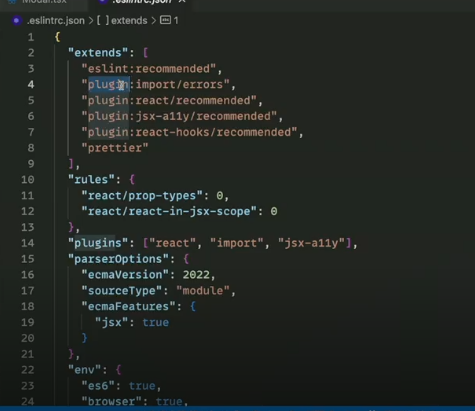 Modal.tsx .eslintrc.json
.eslintrc.json > [ ] extends > 1
1 {
2 "extends": [
3 "eslint:recommended",
4 "plugin:import/errors",
5 "plugin:react/recommended",
6 "plugin:jsx-a11y/recommended",
7 "plugin:react-hooks/recommended",
8 "prettier"
9 ],
10 "rules": {
11 "react/prop-types": 0,
12 "react/react-in-jsx-scope": 0
13 },
14 "plugins": ["react", "import", "jsx-a11y"],
15 "parserOptions": {
16 "ecmaVersion": 2022,
17 "sourceType": "module",
18 "ecmaFeatures": {
19 "jsx": true
20 }
21 },
22 "env": {
23 "es6": true,
24 "browser": true,